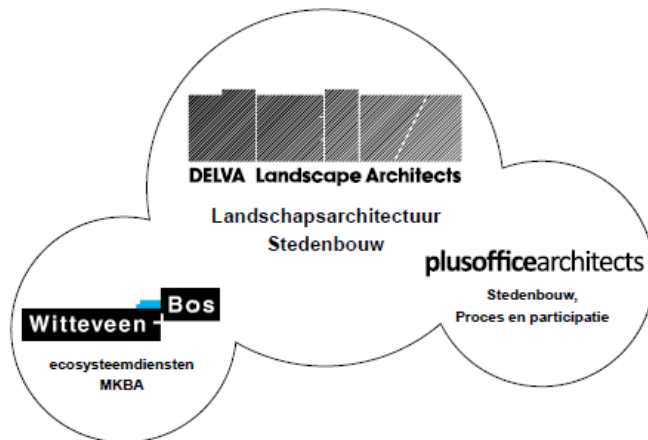 DELVA Landscape Architects
Landschapsarchitectuur
Stedenbouw
plusofficearchitects
Stedenbouw,
Proces en participatie
Witteveen + Bos
ecosysteemdiensten
MKBA